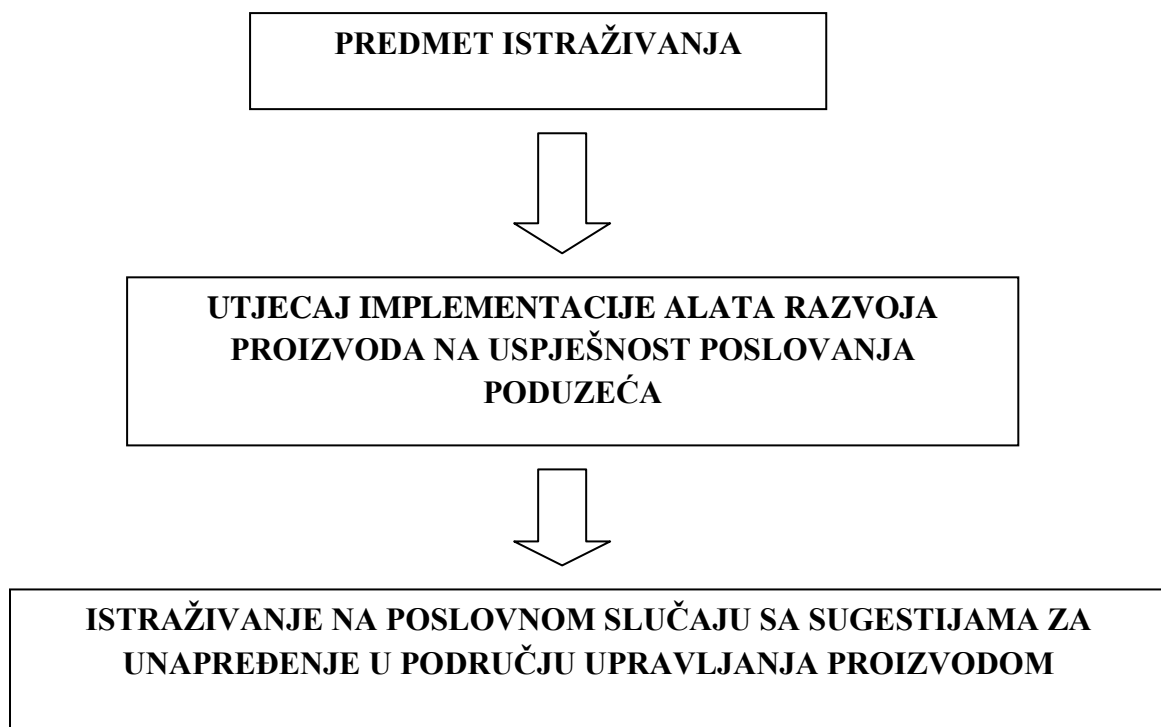 PREDMET ISTRAŽIVANJA
UTJECAJ IMPLEMENTACIJE ALATA RAZVOJA
PROIZVODA NA USPJEŠNOST POSLOVANJA
PODUZEĆA
ISTRAŽIVANJE NA POSLOVNOM SLUČAJU SA SUGESTIJAMA ZA
UNAPREĐENJE U PODRUČJU UPRAVLJANJA PROIZVODOM